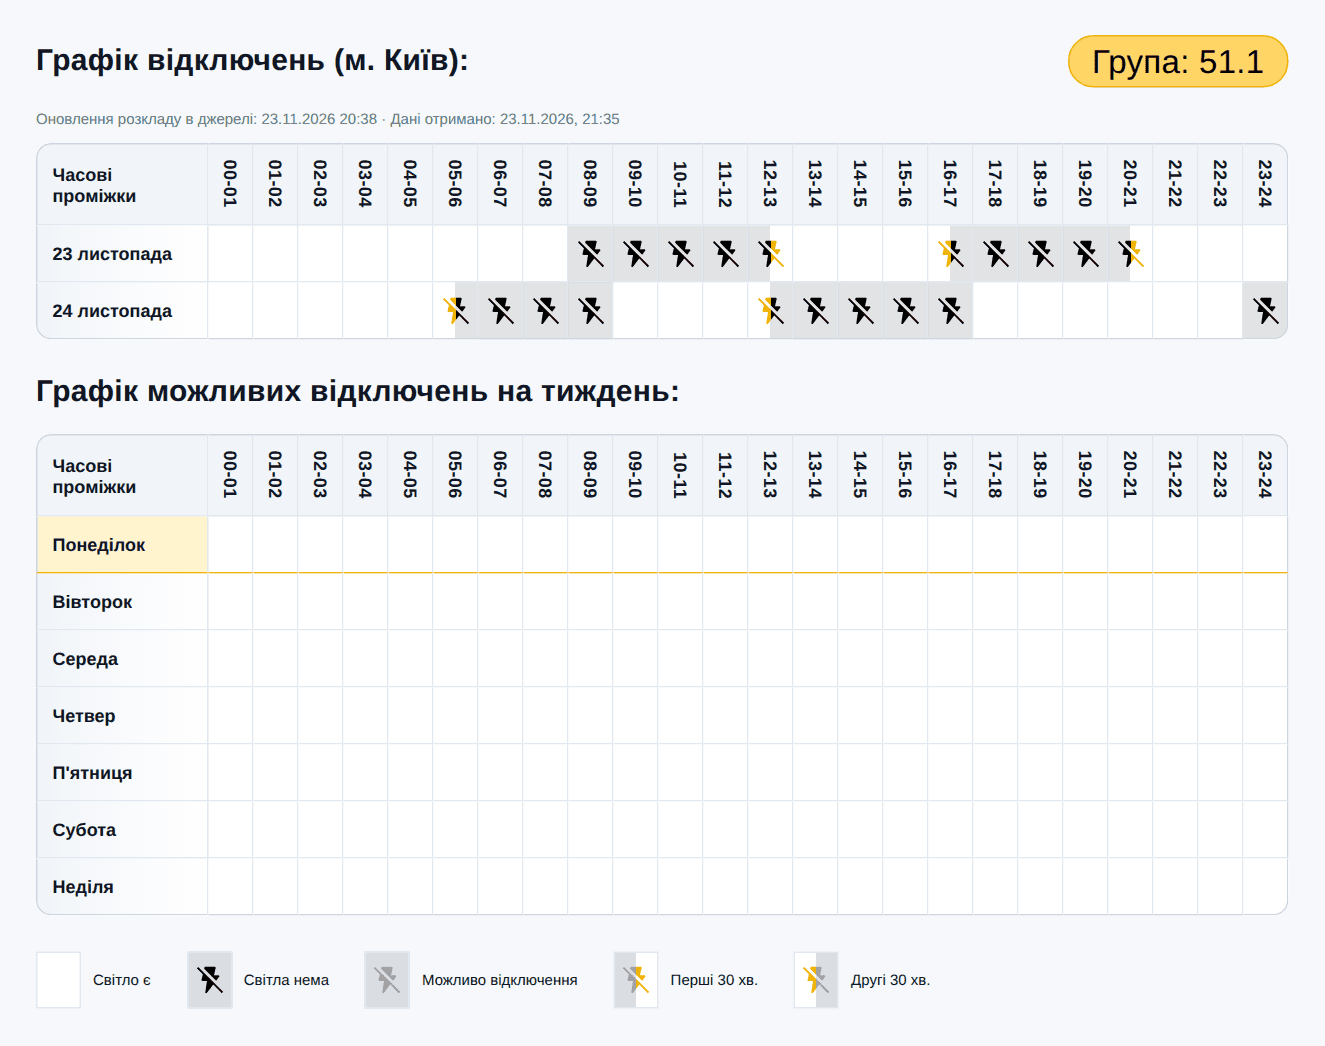 Графік відключень (м. Київ):
Група: 51.1
Оновлення розкладу в джерелі: 23.11.2026 20:38 · Дані отримано: 23.11.2026, 21:35
Часові
проміжки
00-01
01-02
02-03
03-04
04-05
05-06
06-07
07-08
08-09
09-10
10-11
11-12
12-13
13-14
14-15
15-16
16-17
17-18
18-19
19-20
20-21
21-22
22-23
23-24
23 листопада
24 листопада
Графік можливих відключень на тиждень:
Часові
проміжки
00-01
01-02
02-03
03-04
04-05
05-06
06-07
07-08
08-09
09-10
10-11
11-12
12-13
13-14
14-15
15-16
16-17
17-18
18-19
19-20
20-21
21-22
22-23
23-24
Понеділок
Вівторок
Середа
Четвер
П'ятниця
Субота
Неділя
Світло є
Світла нема
Можливо відключення
Перші 30 хв.
Другі 30 хв.